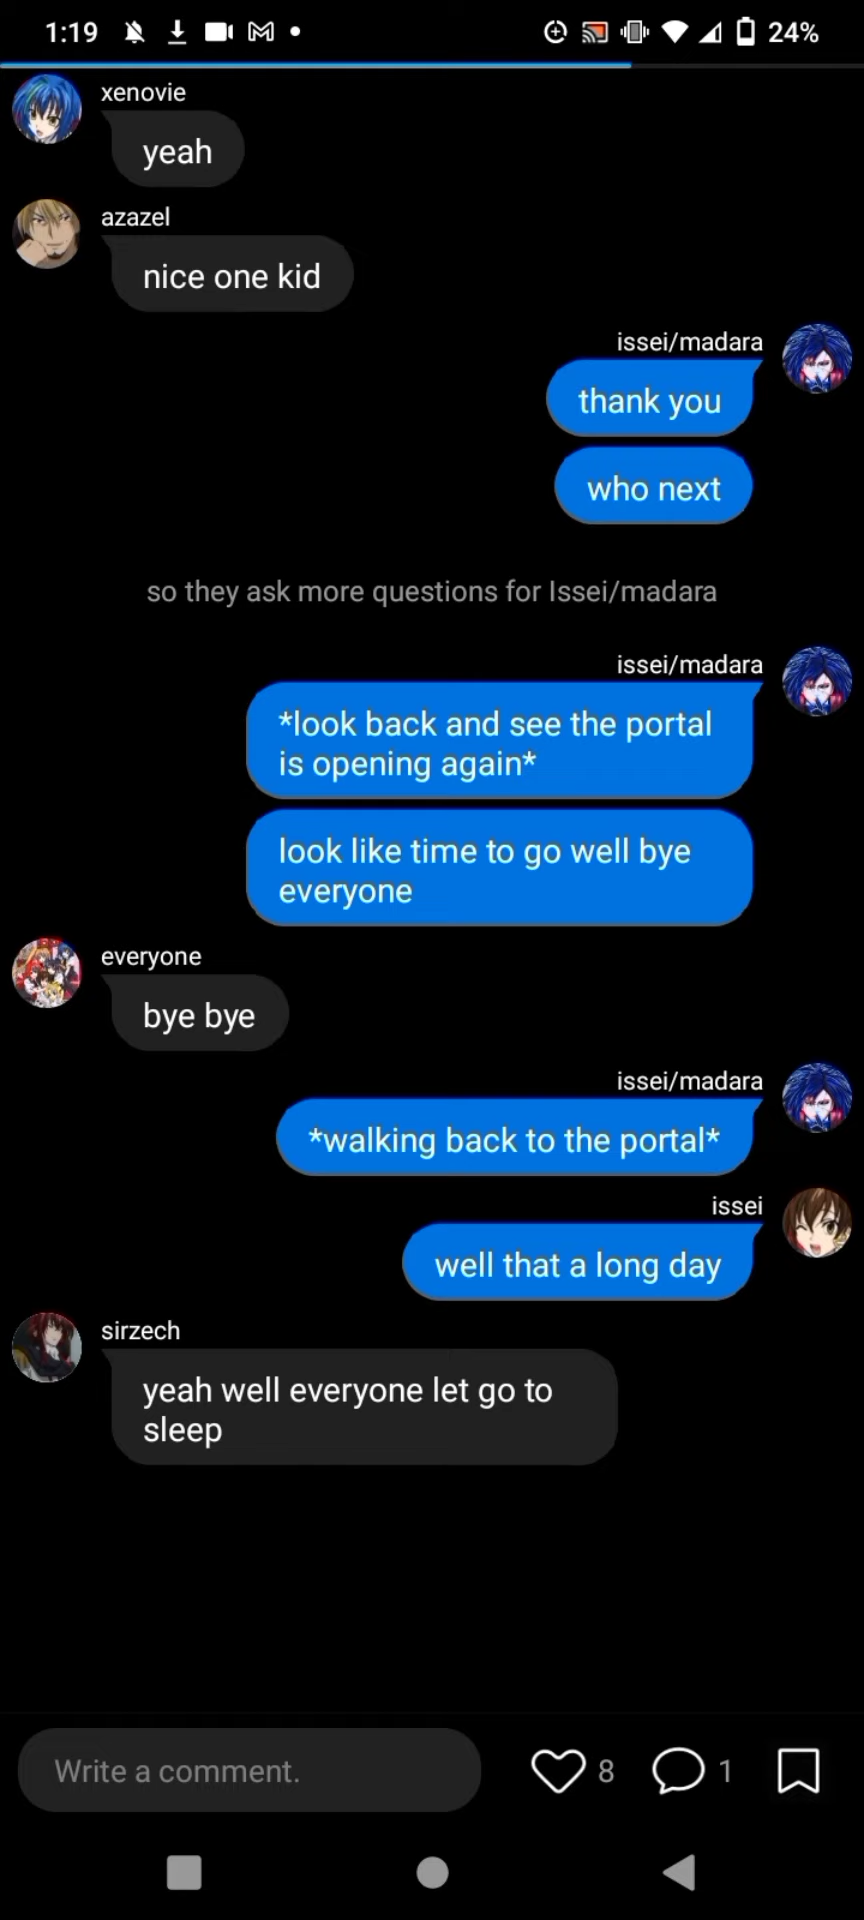 1:19
24%
xenovie
yeah
azazel
nice one kid
issei/madara
thank you
who next
so they ask more questions for Issei/madara
issei/madara
*look back and see the portal
is opening again*
look like time to go well bye
everyone
everyone
bye bye
issei/madara
*walking back to the portal*
issei
well that a long day
sirzech
yeah well everyone let go to
sleep
Write a comment.
8
1